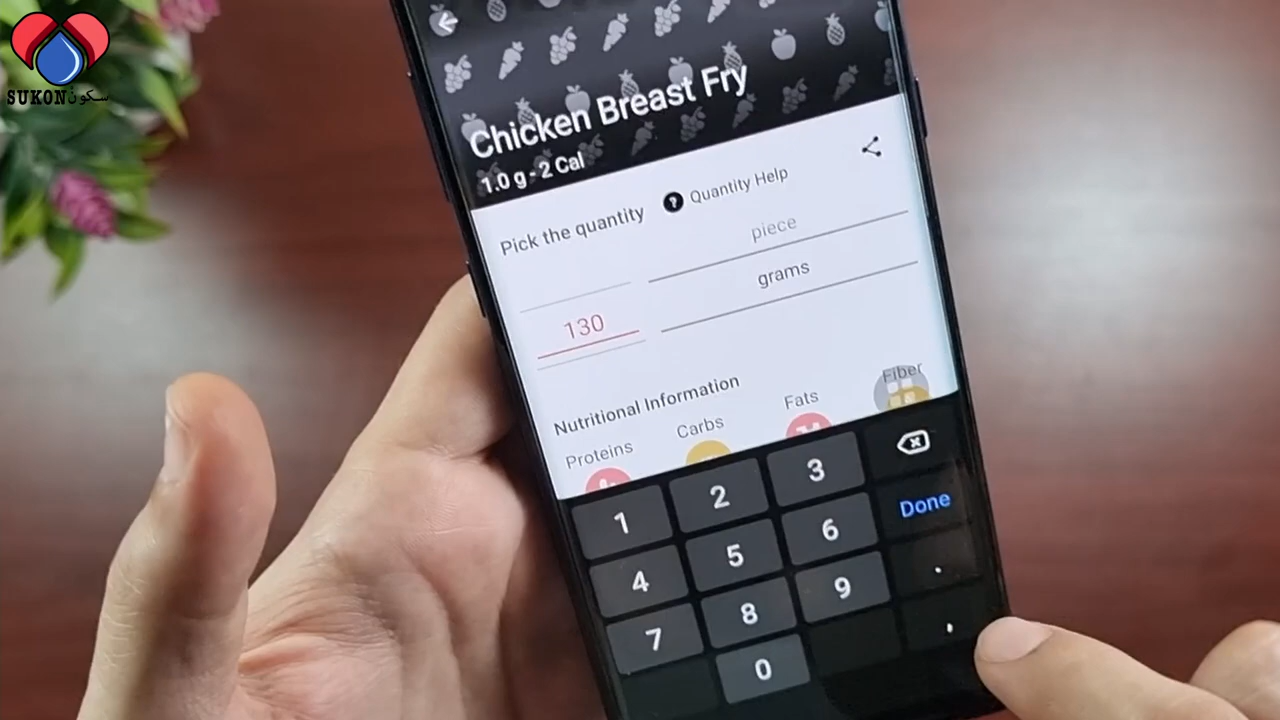 SUKON سكون
Chicken Breast Fry
1.0 g - 2 Cal
Pick the quantity ? Quantity Help
piece
130 grams
Nutritional Information
Proteins Carbs Fats Fiber
1 2 3
4 5 6 Done
7 8 9 .
0 ,